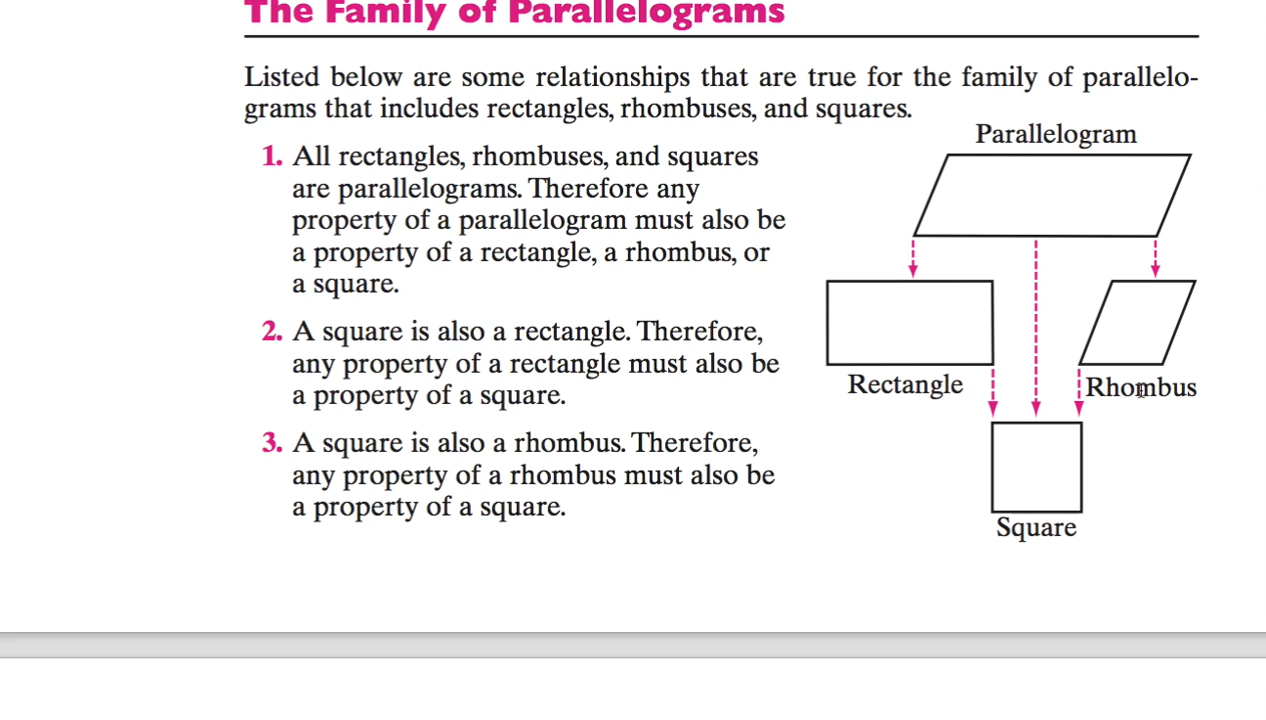 The Family of Parallelograms
Listed below are some relationships that are true for the family of parallelo-
grams that includes rectangles, rhombuses, and squares.
1. All rectangles, rhombuses, and squares
are parallelograms. Therefore any
property of a parallelogram must also be
a property of a rectangle, a rhombus, or
a square.
2. A square is also a rectangle. Therefore,
any property of a rectangle must also be
a property of a square.
3. A square is also a rhombus. Therefore,
any property of a rhombus must also be
a property of a square.
Parallelogram
Rectangle
Rhombus
Square